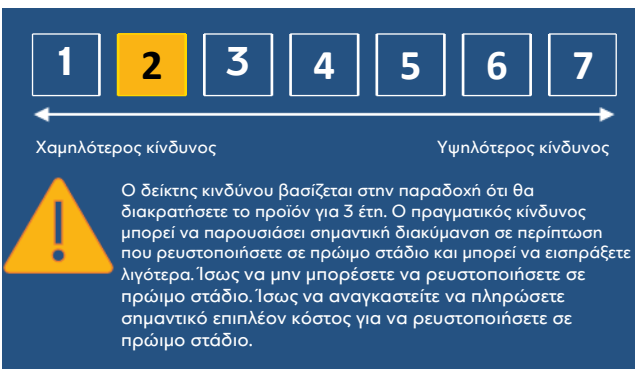 1 2 3 4 5 6 7
Χαμηλότερος κίνδυνος Υψηλότερος κίνδυνος
Ο δείκτης κινδύνου βασίζεται στην παραδοχή ότι θα
διακρατήσετε το προϊόν για 3 έτη. Ο πραγματικός κίνδυνος
μπορεί να παρουσιάσει σημαντική διακύμανση σε περίπτωση
που ρευστοποιήσετε σε πρώιμο στάδιο και μπορεί να εισπράξετε
λιγότερα. Ίσως να μην μπορέσετε να ρευστοποιήσετε σε
πρώιμο στάδιο. Ίσως να αναγκαστείτε να πληρώσετε
σημαντικό επιπλέον κόστος για να ρευστοποιήσετε σε
πρώιμο στάδιο.